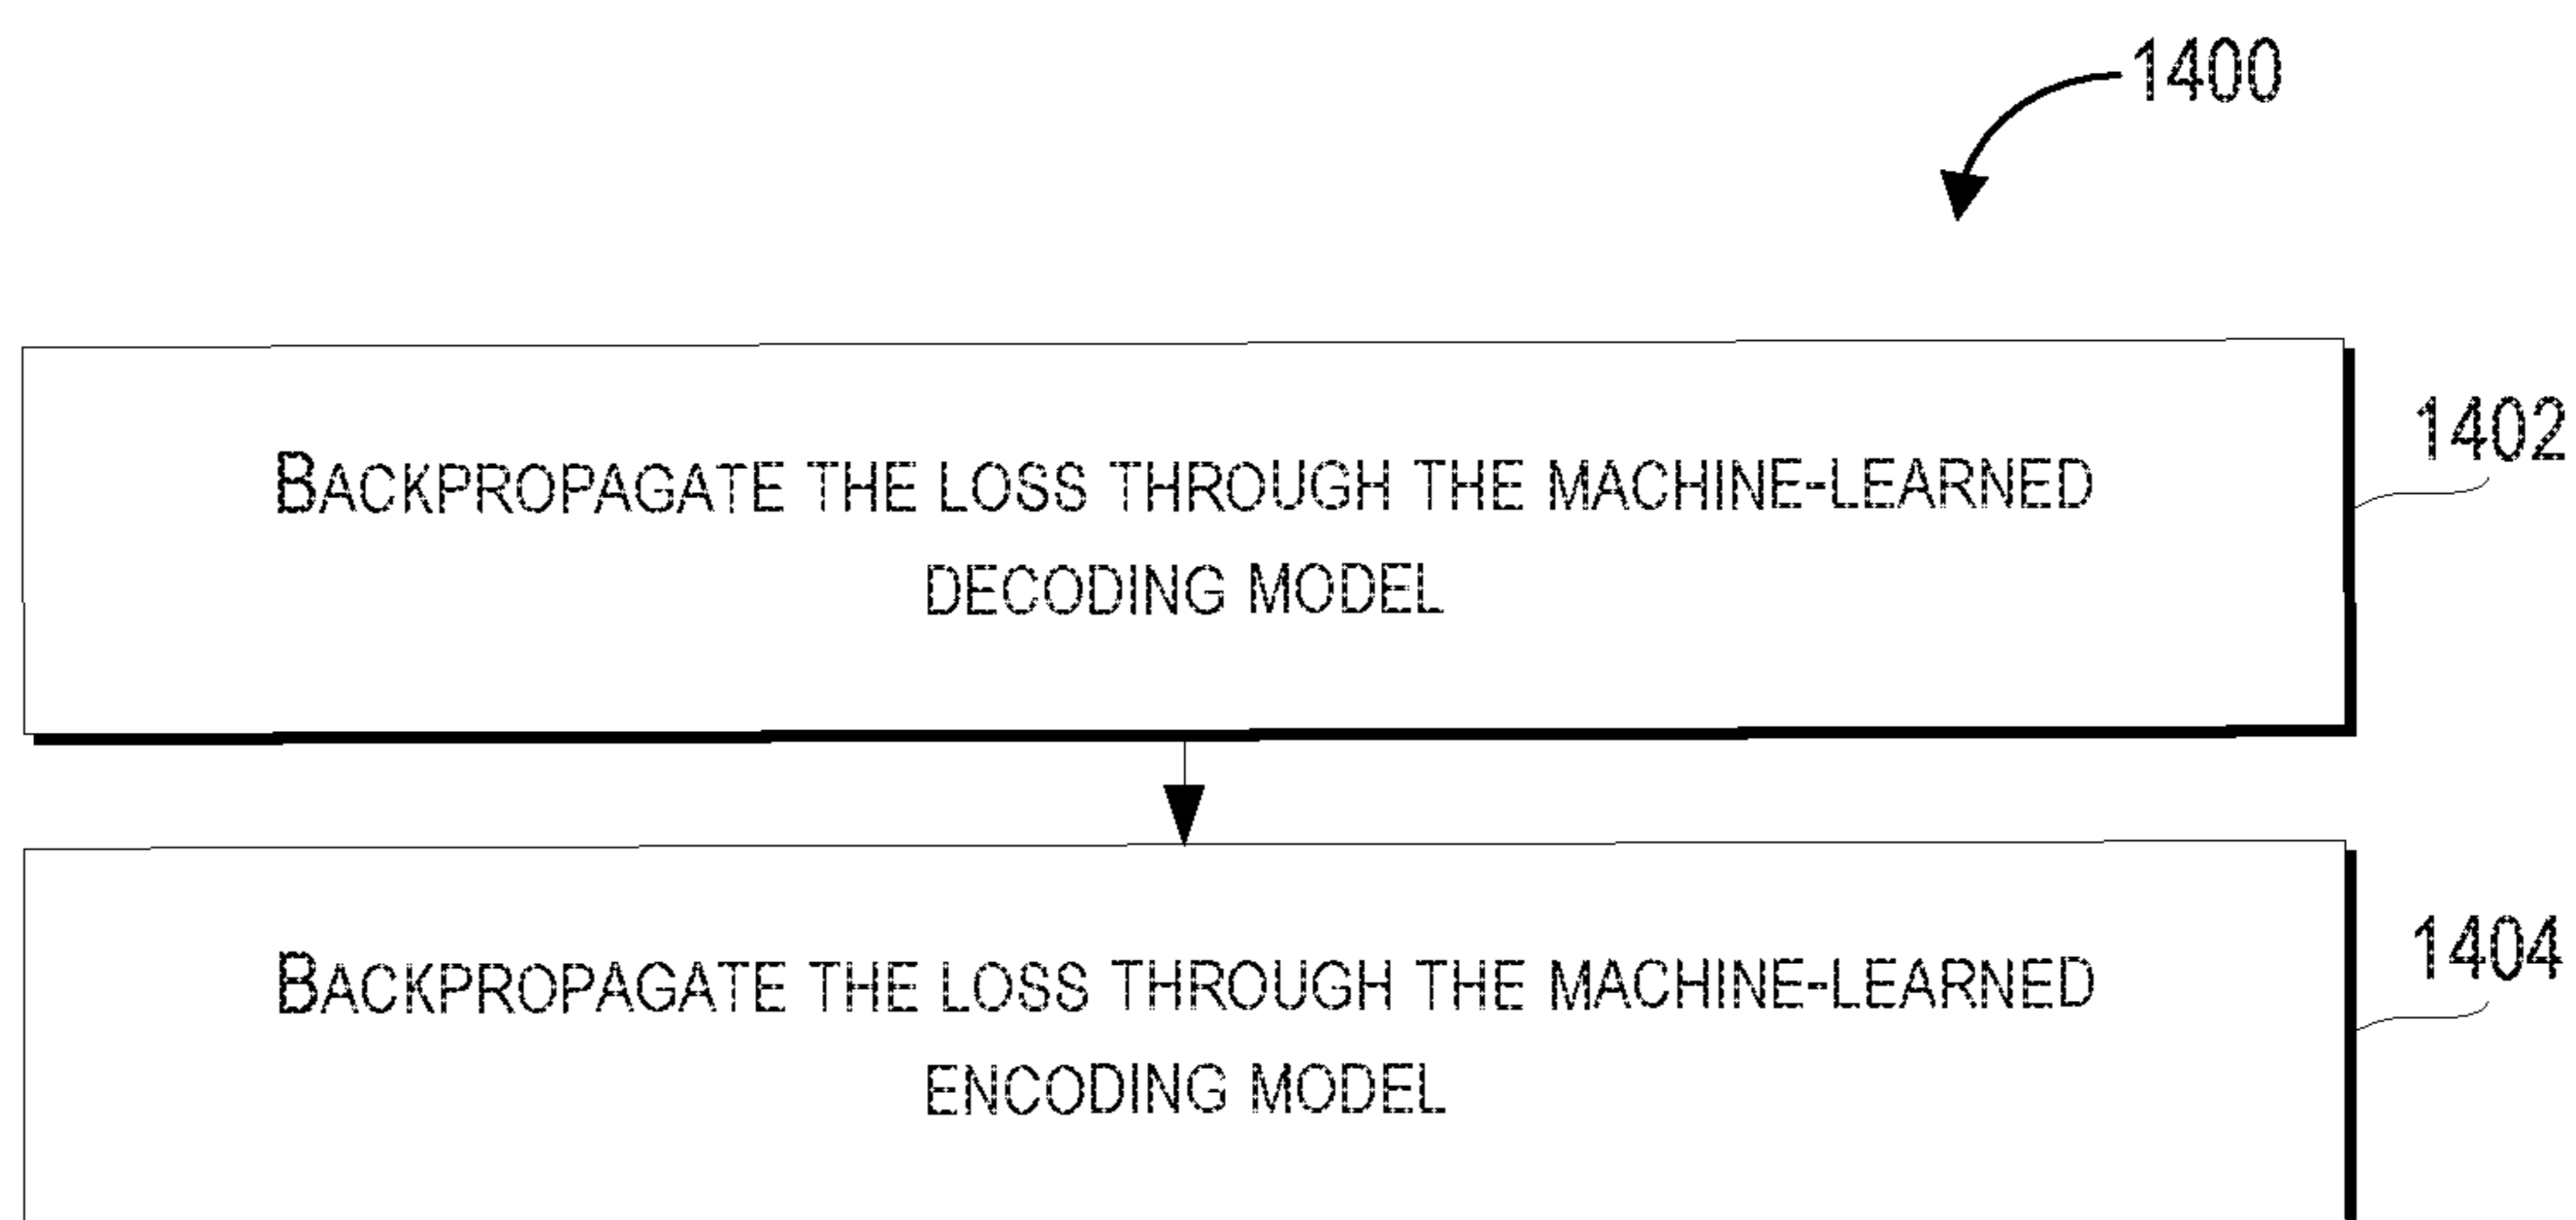 1400
BACKPROPAGATE THE LOSS THROUGH THE MACHINE-LEARNED
DECODING MODEL
1402
BACKPROPAGATE THE LOSS THROUGH THE MACHINE-LEARNED
ENCODING MODEL
1404